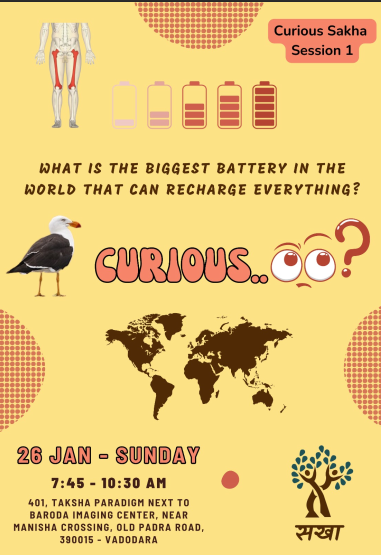 Curious Sakha
Session 1
WHAT IS THE BIGGEST BATTERY IN THE
WORLD THAT CAN RECHARGE EVERYTHING?
CURIOUS..?
26 JAN - SUNDAY
7:45 - 10:30 AM
401, TAKSHA PARADIGM NEXT TO
BARODA IMAGING CENTER, NEAR
MANISHA CROSSING, OLD PADRA ROAD,
390015 - VADODARA
सखा